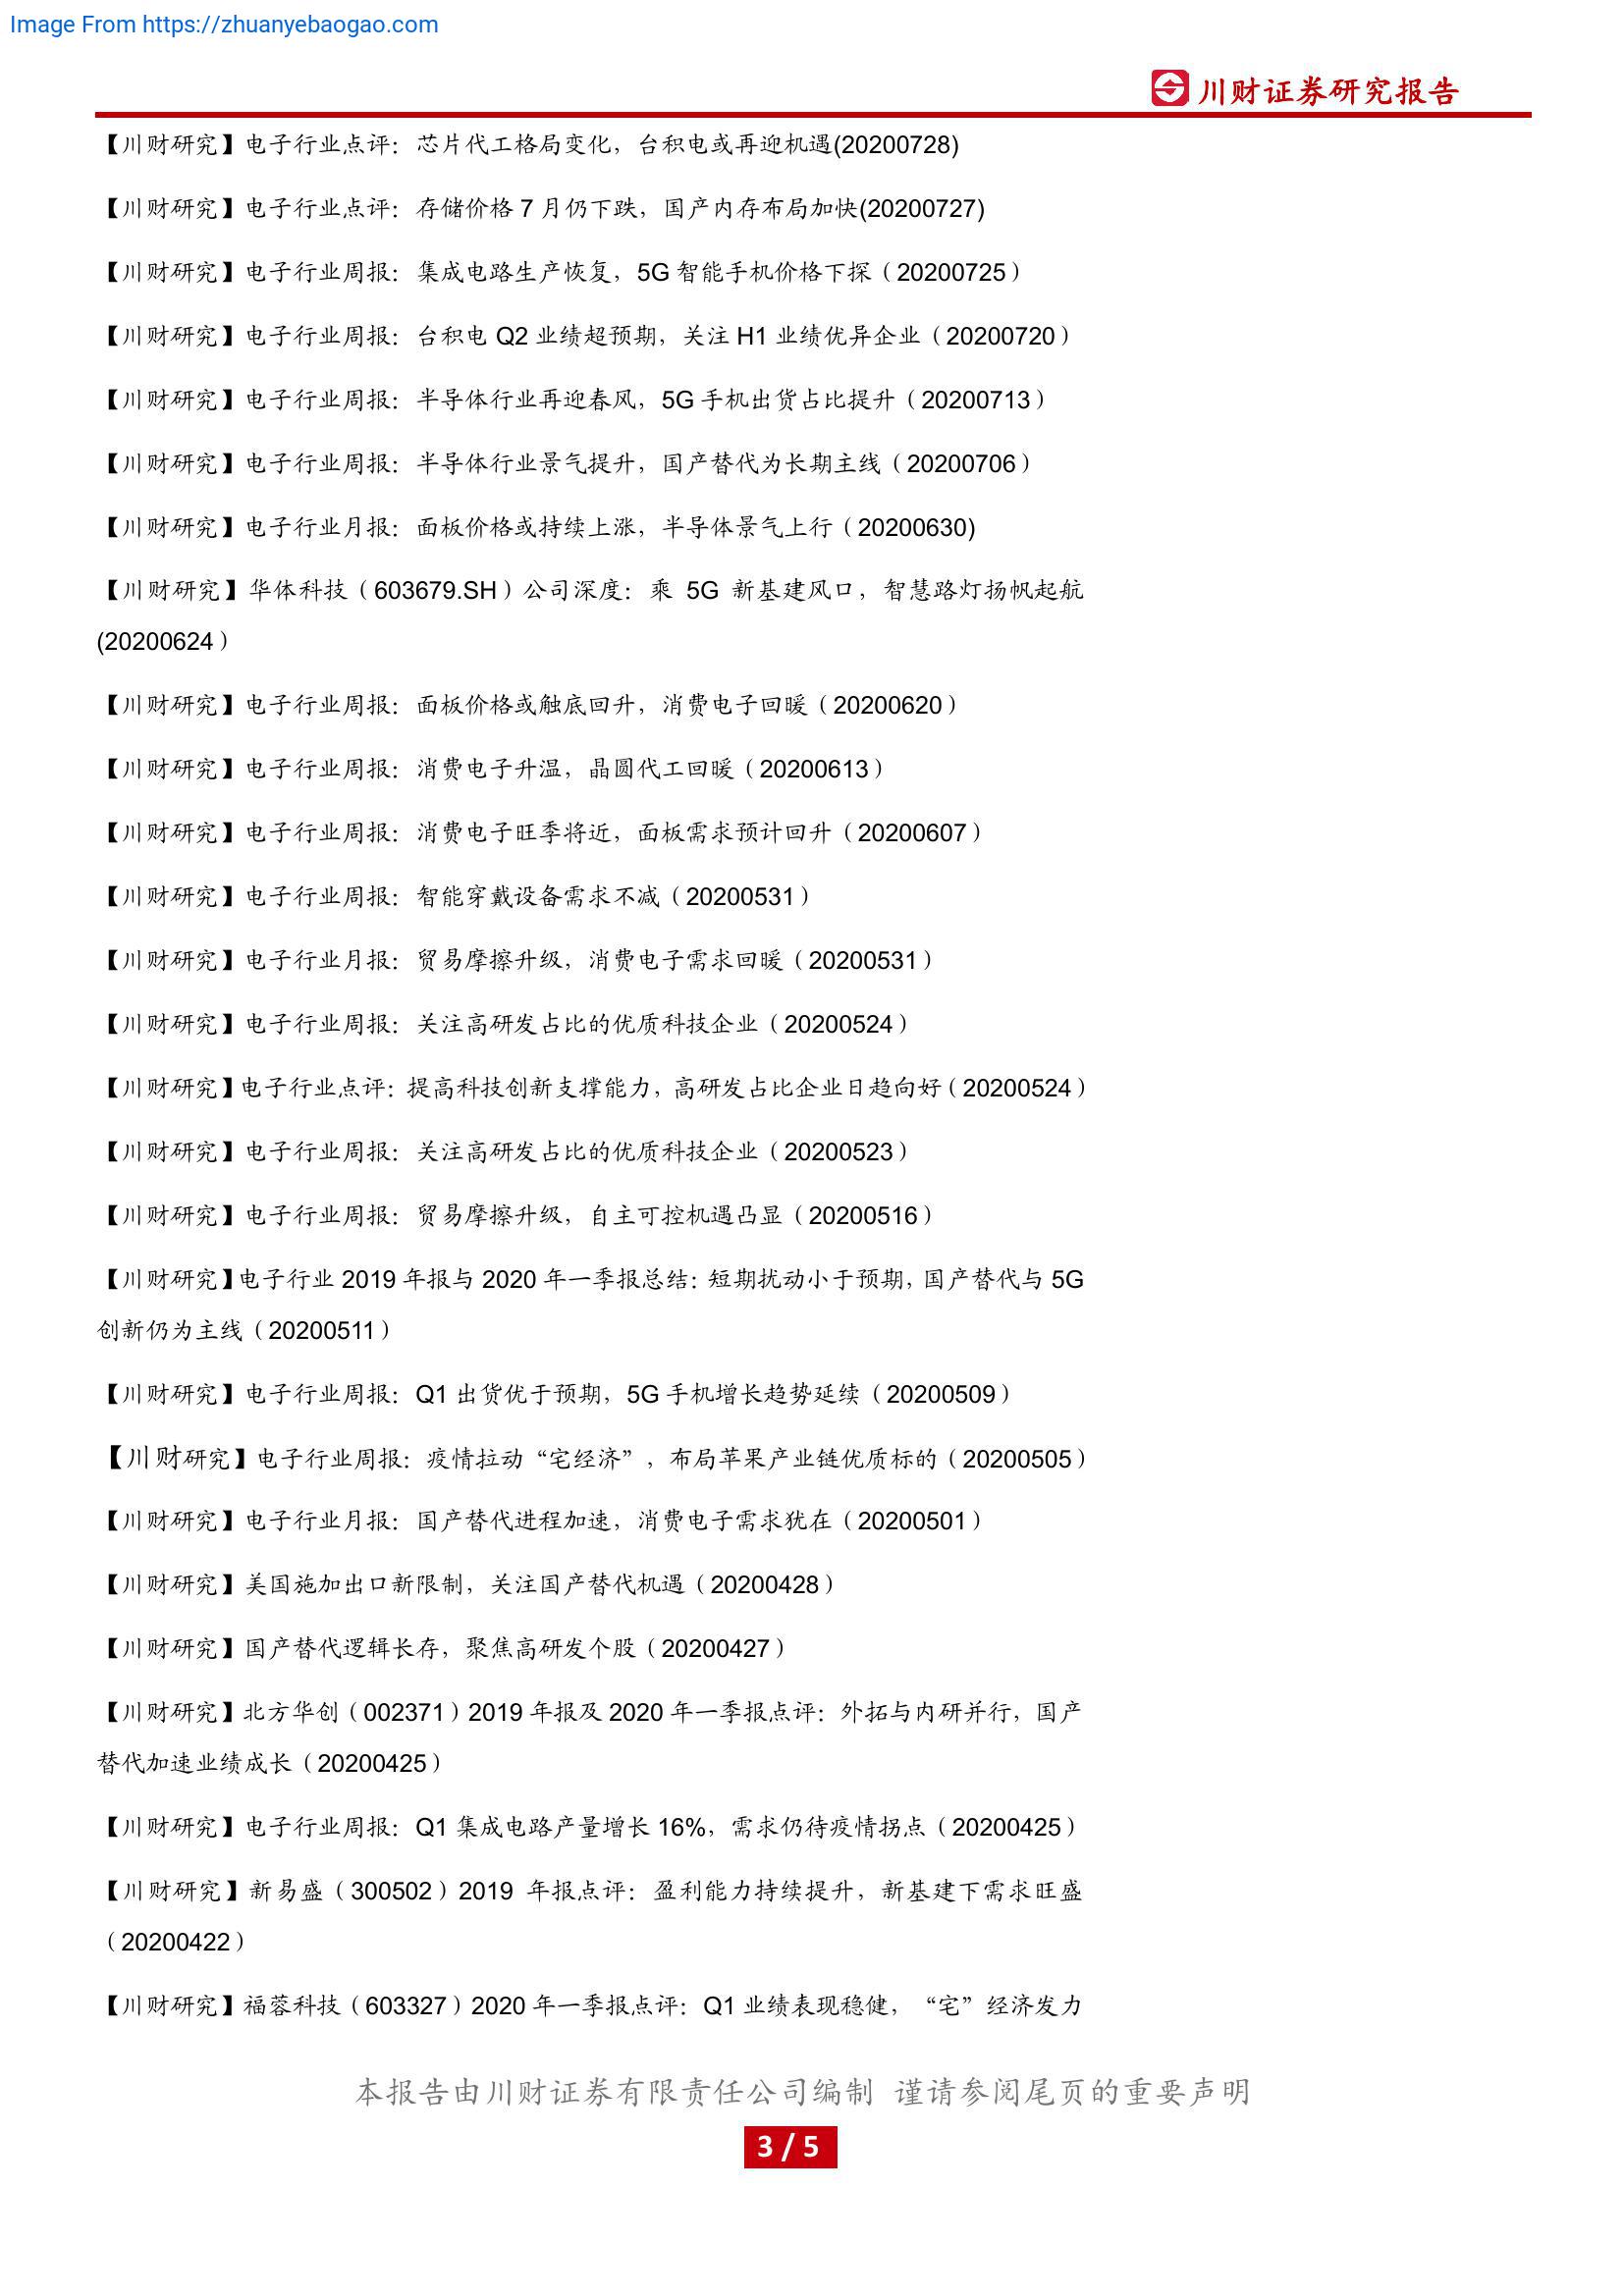 Image From https://zhuanyebaogao.com
川财证券研究报告
【川财研究】电子行业点评：芯片代工格局变化，台积电或再迎机遇(20200728)
【川财研究】电子行业点评：存储价格 7 月仍下跌，国产内存布局加快(20200727)
【川财研究】电子行业周报：集成电路生产恢复，5G 智能手机价格下探（20200725）
【川财研究】电子行业周报：台积电 Q2 业绩超预期，关注 H1 业绩优异企业（20200720）
【川财研究】电子行业周报：半导体行业再迎春风，5G 手机出货占比提升（20200713）
【川财研究】电子行业周报：半导体行业景气提升，国产替代为长期主线（20200706）
【川财研究】电子行业月报：面板价格或持续上涨，半导体景气上行（20200630)
【川财研究】华体科技（603679.SH）公司深度：乘 5G 新基建风口，智慧路灯扬帆起航
(20200624）
【川财研究】电子行业周报：面板价格或触底回升，消费电子回暖（20200620）
【川财研究】电子行业周报：消费电子升温，晶圆代工回暖（20200613）
【川财研究】电子行业周报：消费电子旺季将近，面板需求预计回升（20200607）
【川财研究】电子行业周报：智能穿戴设备需求不减（20200531）
【川财研究】电子行业月报：贸易摩擦升级，消费电子需求回暖（20200531）
【川财研究】电子行业周报：关注高研发占比的优质科技企业（20200524）
【川财研究】电子行业点评：提高科技创新支撑能力，高研发占比企业日趋向好（20200524）
【川财研究】电子行业周报：关注高研发占比的优质科技企业（20200523）
【川财研究】电子行业周报：贸易摩擦升级，自主可控机遇凸显（20200516）
【川财研究】电子行业 2019 年报与 2020 年一季报总结：短期扰动小于预期，国产替代与 5G
创新仍为主线（20200511）
【川财研究】电子行业周报：Q1 出货优于预期，5G 手机增长趋势延续（20200509）
【川财研究】电子行业周报：疫情拉动“宅经济”，布局苹果产业链优质标的（20200505）
【川财研究】电子行业月报：国产替代进程加速，消费电子需求犹在（20200501）
【川财研究】美国施加出口新限制，关注国产替代机遇（20200428）
【川财研究】国产替代逻辑长存，聚焦高研发个股（20200427）
【川财研究】北方华创（002371）2019 年报及 2020 年一季报点评：外拓与内研并行，国产
替代加速业绩成长（20200425）
【川财研究】电子行业周报：Q1 集成电路产量增长 16%，需求仍待疫情拐点（20200425）
【川财研究】新易盛（300502）2019 年报点评：盈利能力持续提升，新基建下需求旺盛
（20200422）
【川财研究】福蓉科技（603327）2020 年一季报点评：Q1 业绩表现稳健，“宅”经济发力
本报告由川财证券有限责任公司编制 谨请参阅尾页的重要声明
3 / 5